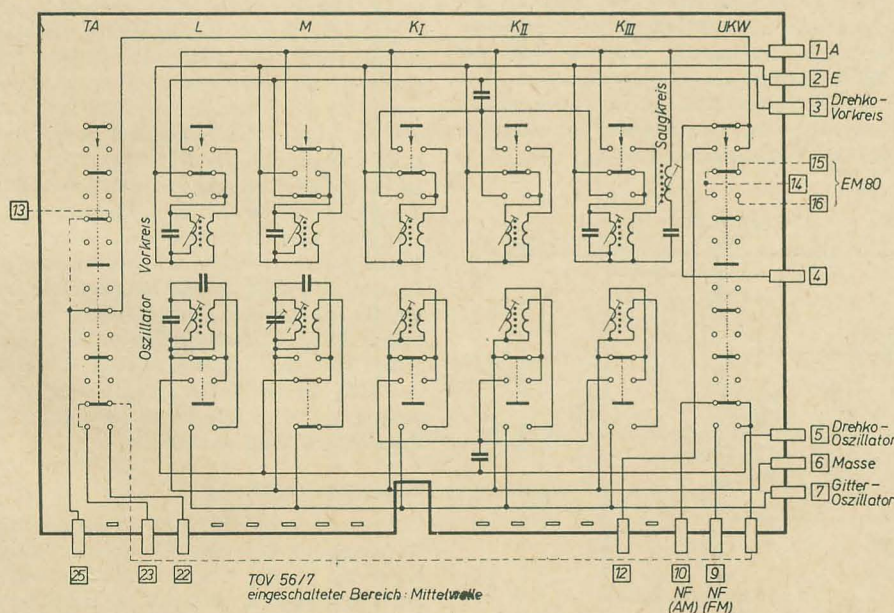 TA L M KI KII KIII UKW
1 A
2 E
3 Drehko-
Vorkreis
Saugkreis
15
14 EM 80
16
13
Vorkreis
4
Oszillator
5 Drehko-
Oszillator
6 Masse
7 Gitter-
Oszillator
25 23 22 12 10 9
NF NF
(AM) (FM)
TOV 56/7
eingeschalteter Bereich: Mittelwelle